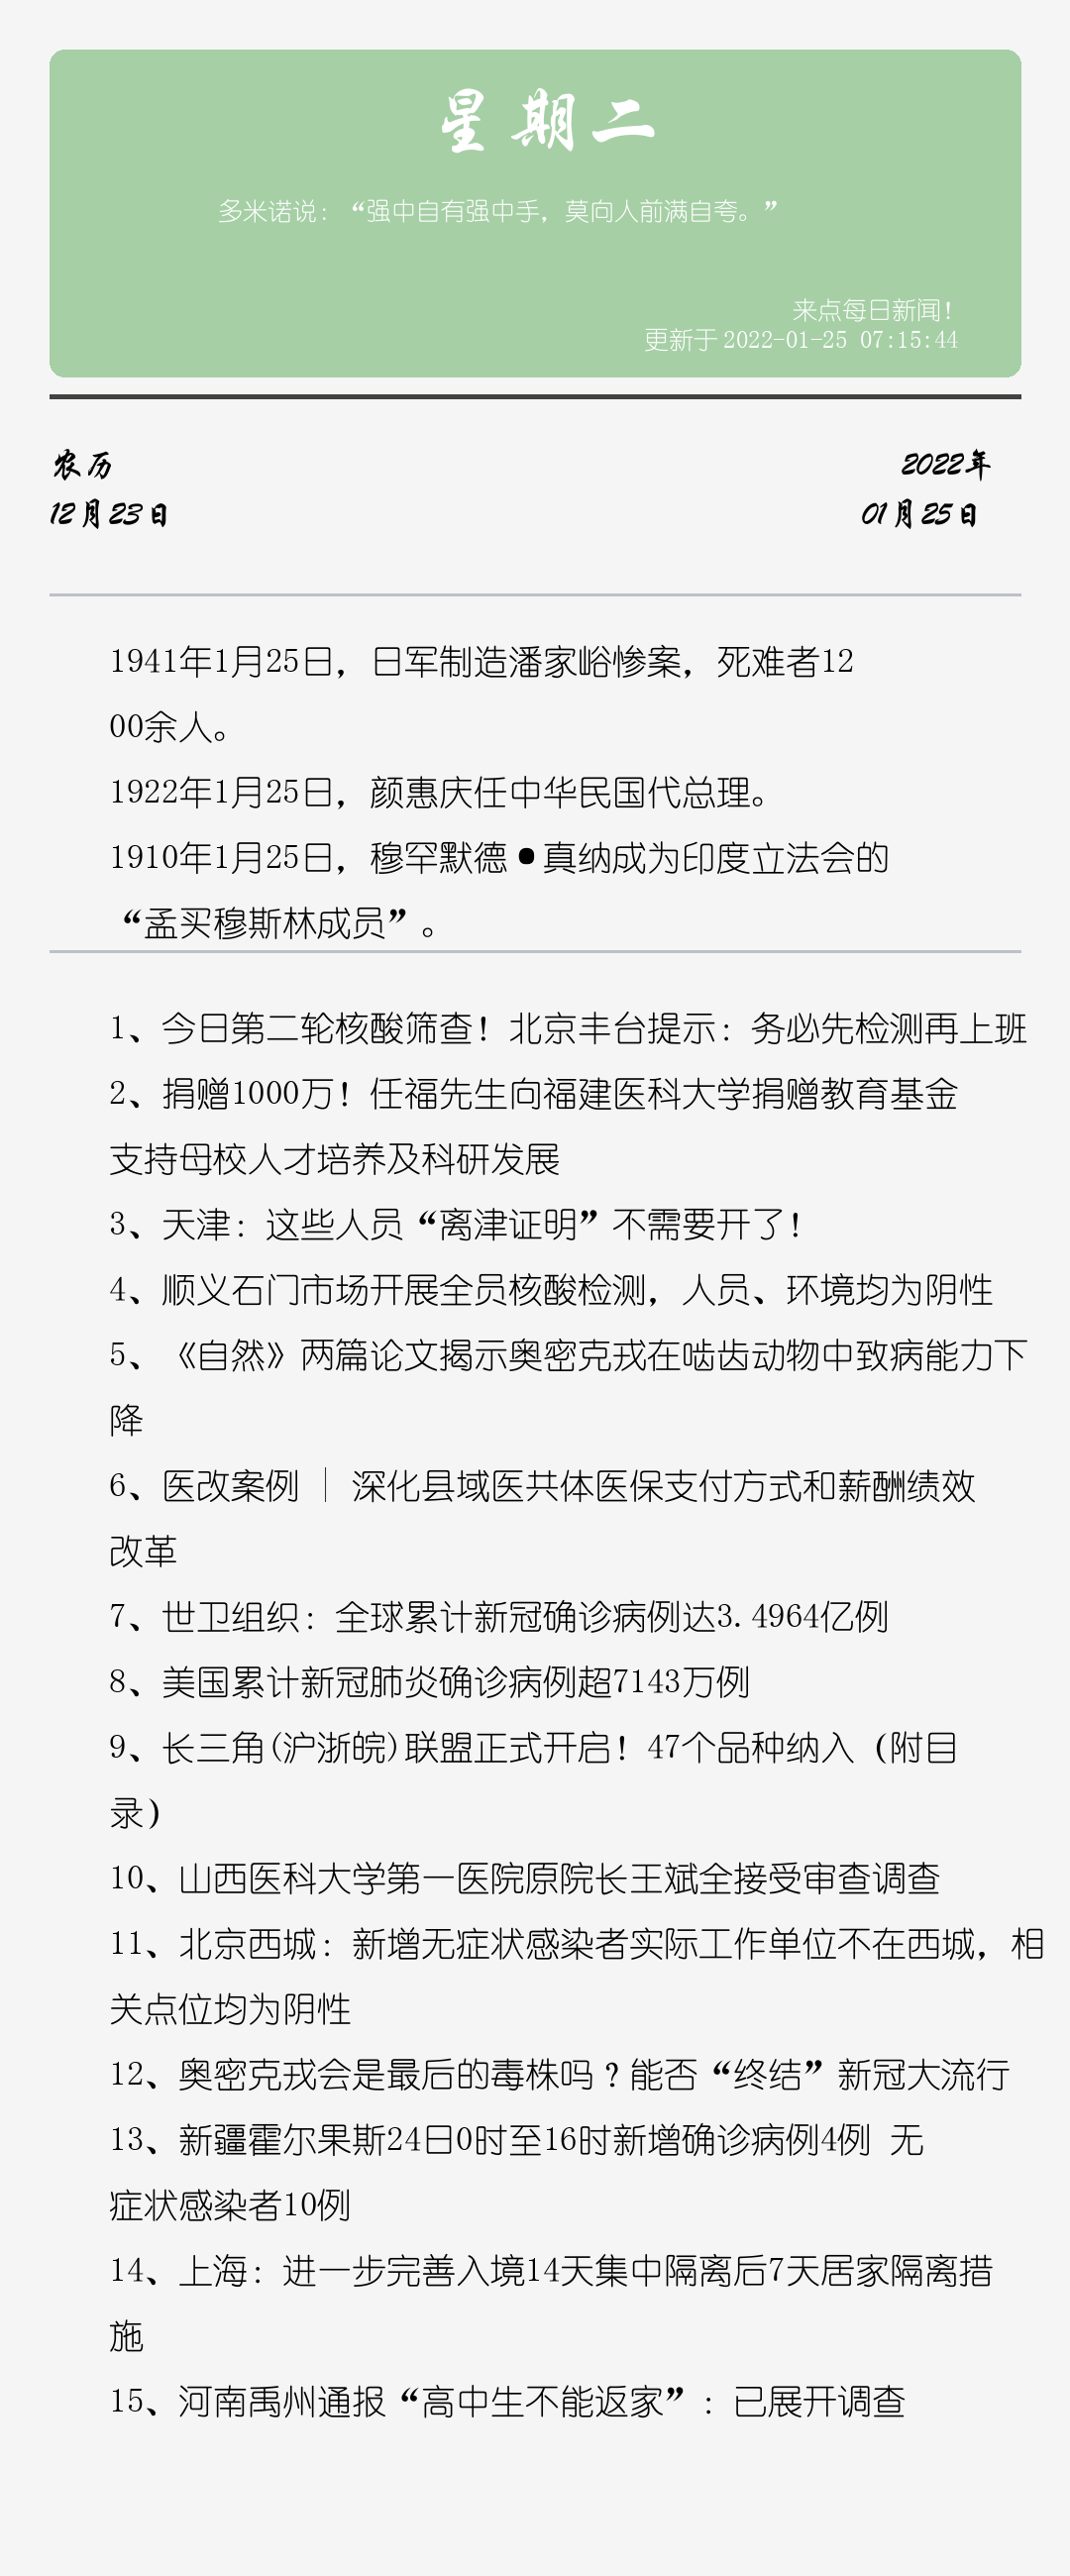 星期二
多米诺说：“强中自有强中手，莫向人前满自夸。”
来点每日新闻！
更新于 2022-01-25 07:15:44
农历
12月23日
2022年
01月25日
1941年1月25日，日军制造潘家峪惨案，死难者12
00余人。
1922年1月25日，颜惠庆任中华民国代总理。
1910年1月25日，穆罕默德●真纳成为印度立法会的
“孟买穆斯林成员”。
1、今日第二轮核酸筛查！北京丰台提示：务必先检测再上班
2、捐赠1000万！任福先生向福建医科大学捐赠教育基金
支持母校人才培养及科研发展
3、天津：这些人员“离津证明”不需要开了！
4、顺义石门市场开展全员核酸检测，人员、环境均为阴性
5、《自然》两篇论文揭示奥密克戎在啮齿动物中致病能力下
降
6、医改案例 | 深化县域医共体医保支付方式和薪酬绩效
改革
7、世卫组织：全球累计新冠确诊病例达3.4964亿例
8、美国累计新冠肺炎确诊病例超7143万例
9、长三角(沪浙皖)联盟正式开启！47个品种纳入（附目
录）
10、山西医科大学第一医院原院长王斌全接受审查调查
11、北京西城：新增无症状感染者实际工作单位不在西城，相
关点位均为阴性
12、奥密克戎会是最后的毒株吗？能否“终结”新冠大流行
13、新疆霍尔果斯24日0时至16时新增确诊病例4例 无
症状感染者10例
14、上海：进一步完善入境14天集中隔离后7天居家隔离措
施
15、河南禹州通报“高中生不能返家”：已展开调查